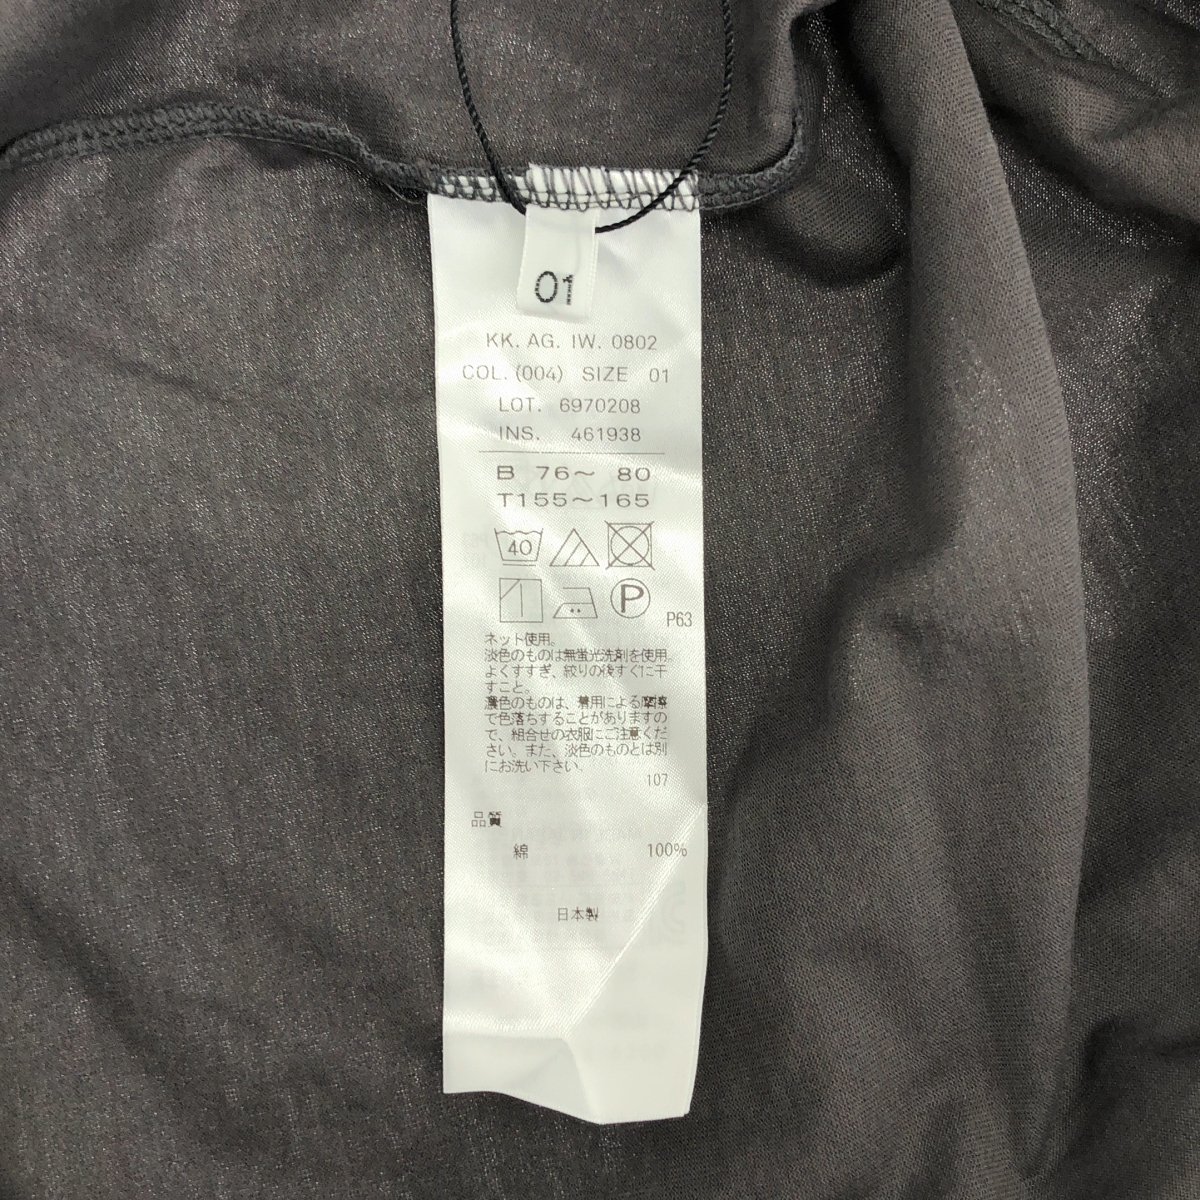 01
KK. AG. IW. 0802
COL. (004) SIZE 01
LOT. 6970208
INS. 461938
B 76～ 80
T155～165
40
P
P63
ネット使用。
淡色のものは無蛍光洗剤を使用。
よくすすぎ、絞りの後すぐに干
すこと。
濃色のものは、着用による摩擦
で色落ちすることがありますの
で、組合せの衣服にご注意くだ
さい。また、淡色のものとは別
にお洗い下さい。
107
品質
綿 100%
日本製